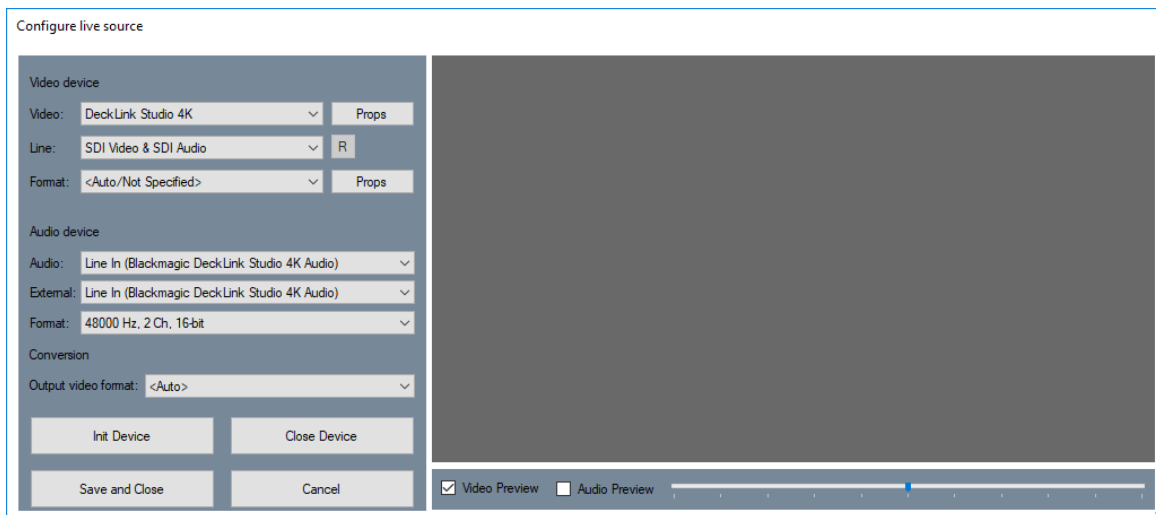 Configure live source
Video device
Video: DeckLink Studio 4K Props
Line: SDI Video & SDI Audio R
Format: <Auto/Not Specified> Props
Audio device
Audio: Line In (Blackmagic DeckLink Studio 4K Audio)
External: Line In (Blackmagic DeckLink Studio 4K Audio)
Format: 48000 Hz, 2 Ch, 16-bit
Conversion
Output video format: <Auto>
Init Device Close Device
Save and Close Cancel
Video Preview Audio Preview